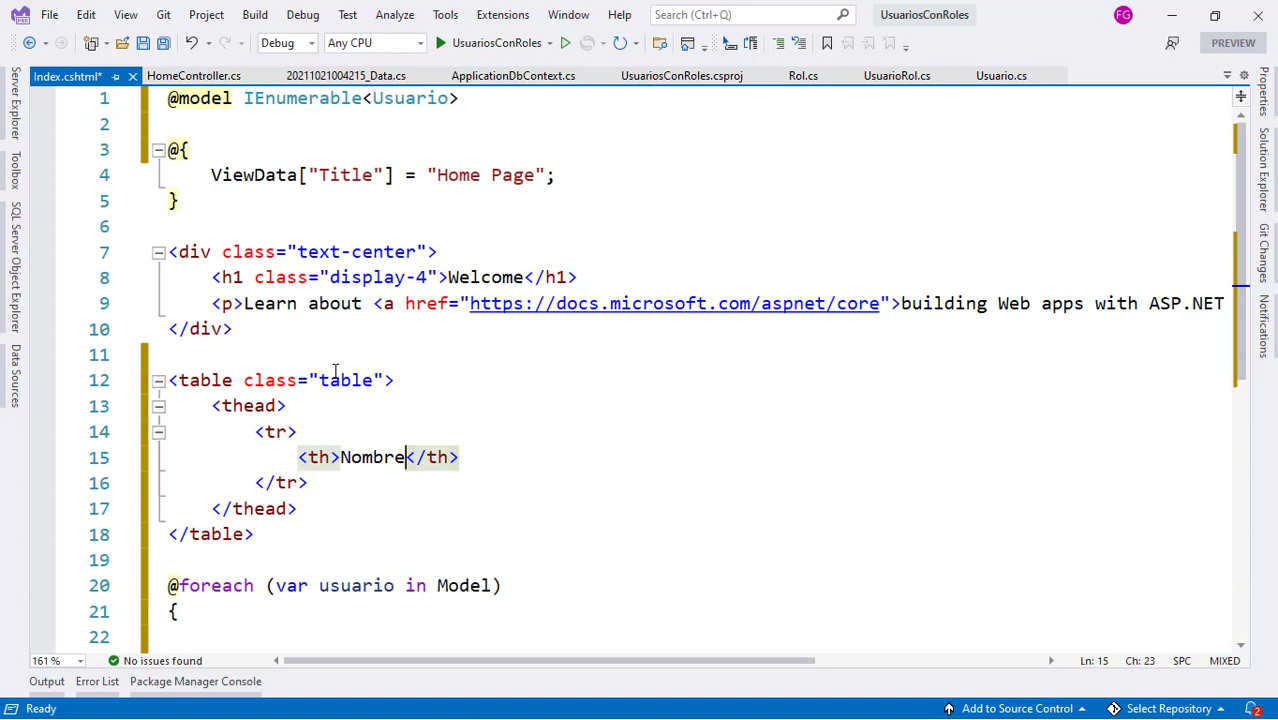 File Edit View Git Project Build Debug Test Analyze Tools Extensions Window Help Search (Ctrl+Q) UsuariosConRoles FG
Debug Any CPU UsuariosConRoles PREVIEW
Index.cshtml* HomeController.cs 20211021004215_Data.cs ApplicationDbContext.cs UsuariosConRoles.csproj Rol.cs UsuarioRol.cs Usuario.cs
Server Explorer
Toolbox
SQL Server Object Explorer
Data Sources
1 @model IEnumerable<Usuario>
2
3 @{
4 ViewData["Title"] = "Home Page";
5 }
6
7 <div class="text-center">
8 <h1 class="display-4">Welcome</h1>
9 <p>Learn about <a href="https://docs.microsoft.com/aspnet/core">building Web apps with ASP.NET
10 </div>
11
12 <table class="table">
13 <thead>
14 <tr>
15 <th>Nombre</th>
16 </tr>
17 </thead>
18 </table>
19
20 @foreach (var usuario in Model)
21 {
22
Properties
Solution Explorer
Git Changes
Notifications
161 % No issues found Ln: 15 Ch: 23 SPC MIXED
Output Error List Package Manager Console
Ready Add to Source Control Select Repository 2